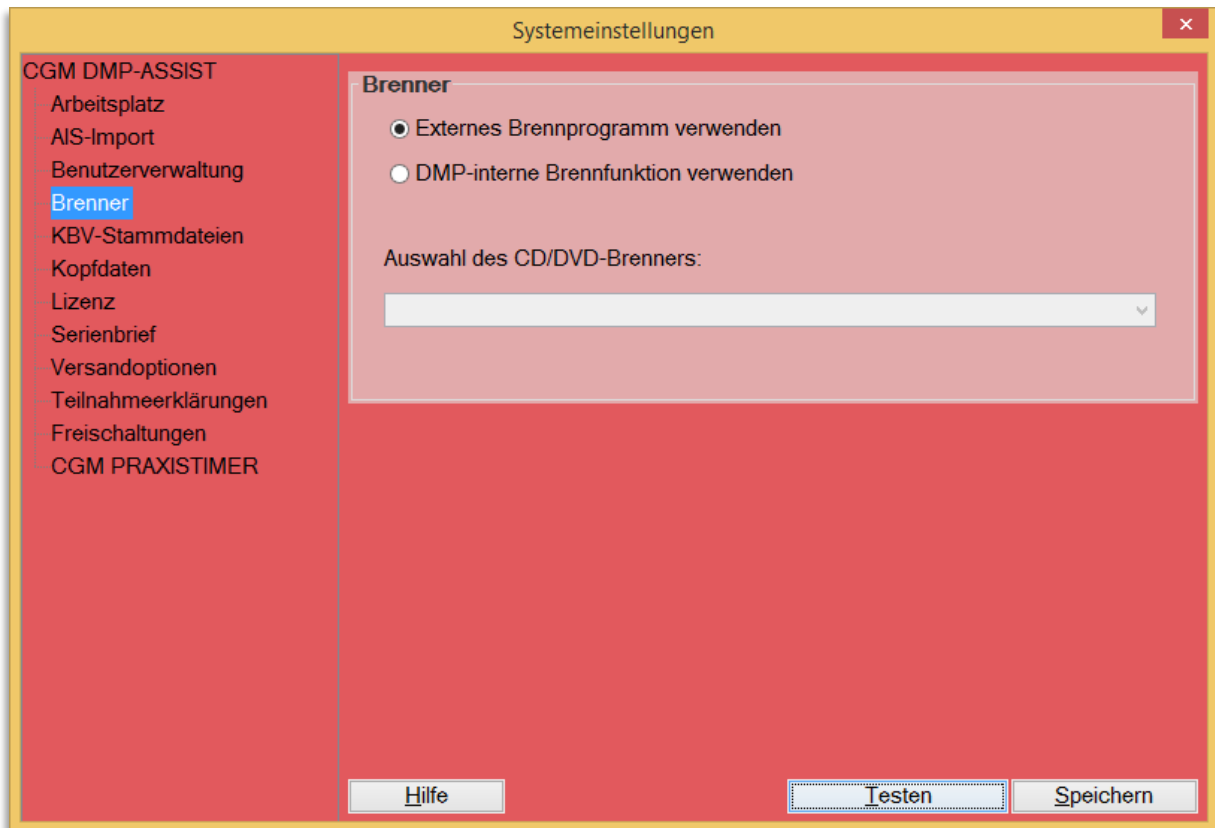 Systemeinstellungen
CGM DMP-ASSIST
Arbeitsplatz
AIS-Import
Benutzerverwaltung
Brenner
KBV-Stammdateien
Kopfdaten
Lizenz
Serienbrief
Versandoptionen
Teilnahmeerklärungen
Freischaltungen
CGM PRAXISTIMER
Brenner
Externes Brennprogramm verwenden
DMP-interne Brennfunktion verwenden
Auswahl des CD/DVD-Brenners:
Hilfe
Testen
Speichern